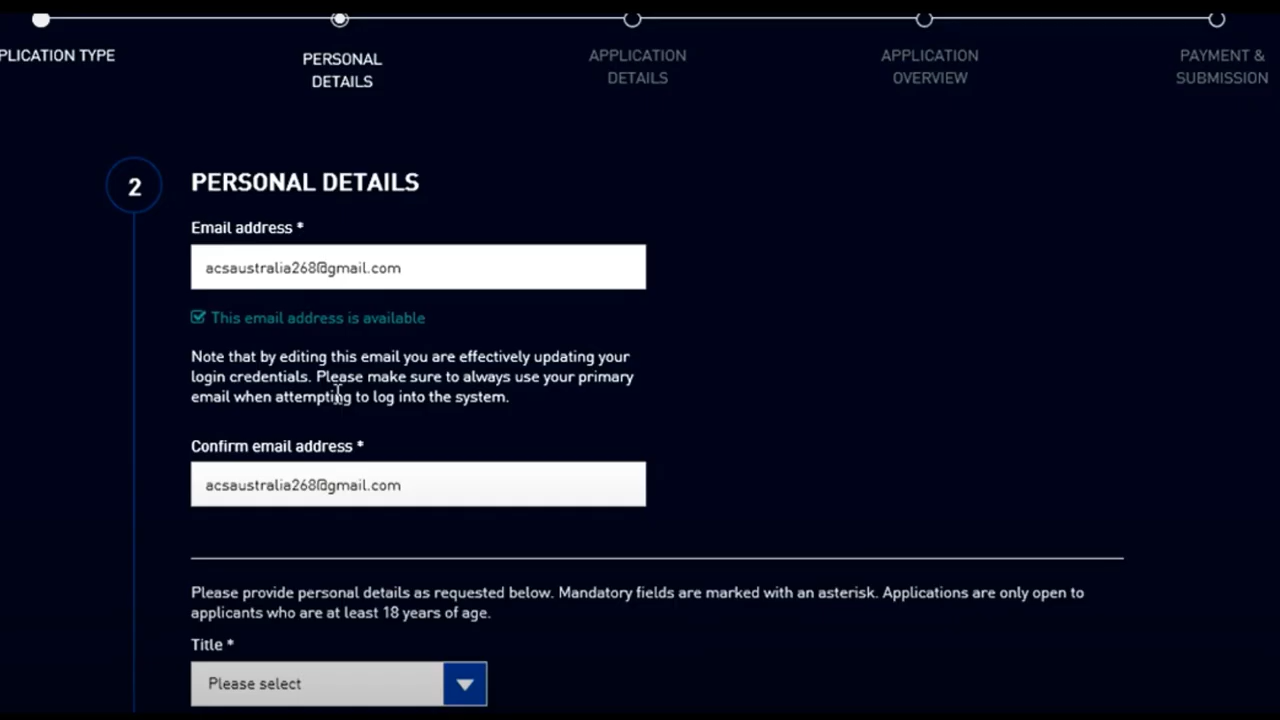 PLICATION TYPE
PERSONAL
DETAILS
APPLICATION
DETAILS
APPLICATION
OVERVIEW
PAYMENT &
SUBMISSION
2
PERSONAL DETAILS
Email address *
acsaustralia268@gmail.com
This email address is available
Note that by editing this email you are effectively updating your
login credentials. Please make sure to always use your primary
email when attempting to log into the system.
Confirm email address *
acsaustralia268@gmail.com
Please provide personal details as requested below. Mandatory fields are marked with an asterisk. Applications are only open to
applicants who are at least 18 years of age.
Title *
Please select